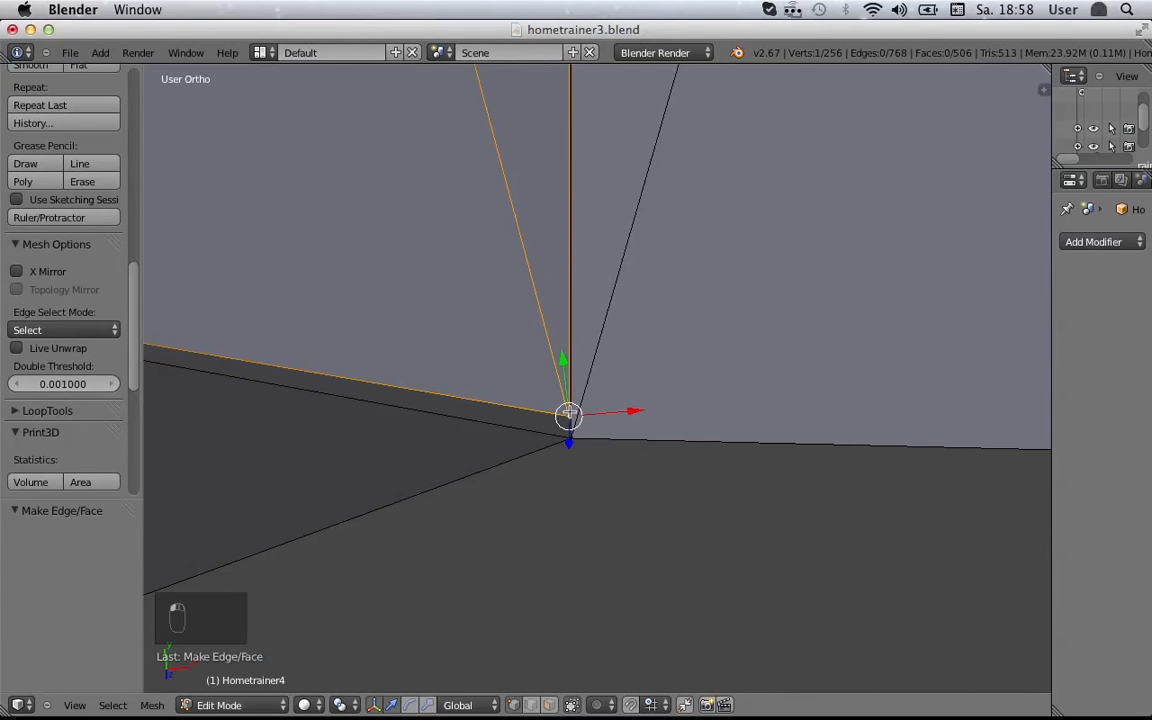 Blender Window Sa. 18:58 User
hometrainer3.blend
File Add Render Window Help Default Scene Blender Render v2.67 | Verts:1/256 | Edges:0/768 | Faces:0/506 | Tris:513 | Mem:23.92M (0.11M) | Hon
Smooth Flat
User Ortho
View
Repeat:
Repeat Last
History...
Grease Pencil:
Draw Line
Poly Erase
Use Sketching Sessi
Ruler/Protractor
Ho
Mesh Options
Add Modifier
X Mirror
Topology Mirror
Edge Select Mode:
Select
Live Unwrap
Double Threshold:
0.001000
LoopTools
Print3D
Statistics:
Volume Area
Make Edge/Face
Last: Make Edge/Face
(1) Hometrainer4
View Select Mesh Edit Mode Global